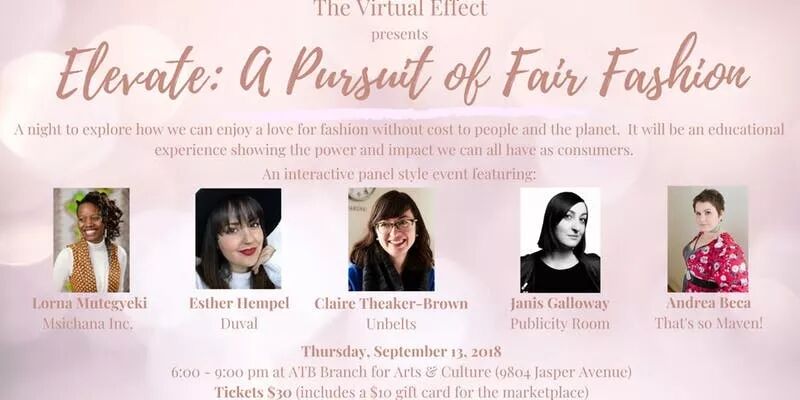 The Virtual Effect
presents
Elevate: A Pursuit of Fair Fashion
A night to explore how we can enjoy a love for fashion without cost to people and the planet. It will be an educational
experience showing the power and impact we can all have as consumers.
An interactive panel style event featuring:
Lorna Mutegyeki Esther Hempel Claire Theaker-Brown Janis Galloway Andrea Beca
Msichana Inc. Duval Unbelts Publicity Room That's so Maven!
Thursday, September 13, 2018
6:00 - 9:00 pm at ATB Branch for Arts & Culture (9804 Jasper Avenue)
Tickets $30 (includes a $10 gift card for the marketplace)